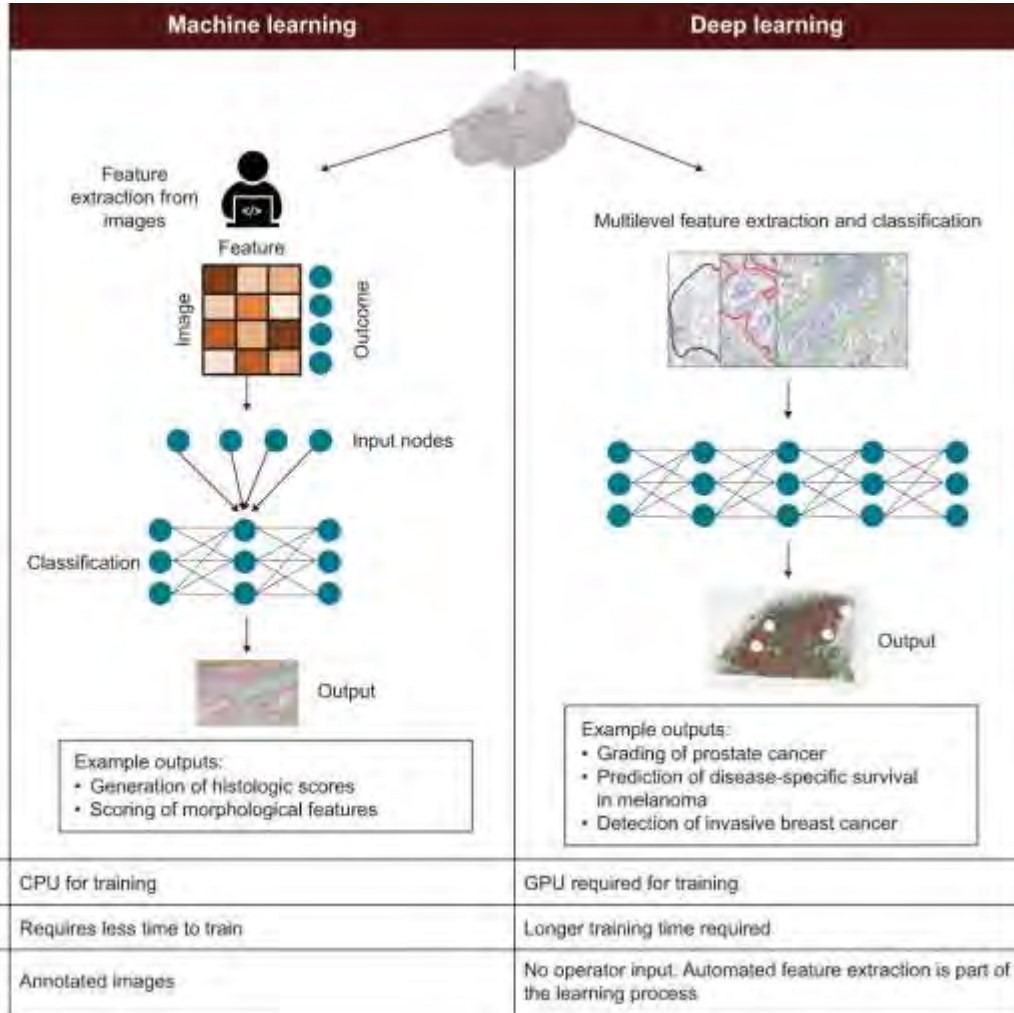 Machine learning
Deep learning
Feature
extraction from
images
</>
Feature
Image
Outcome
Input nodes
Classification
Output
Example outputs:
• Generation of histologic scores
• Scoring of morphological features
Multilevel feature extraction and classification
Output
Example outputs:
• Grading of prostate cancer
• Prediction of disease-specific survival
in melanoma
• Detection of invasive breast cancer
CPU for training
GPU required for training
Requires less time to train
Longer training time required
Annotated images
No operator input. Automated feature extraction is part of
the learning process